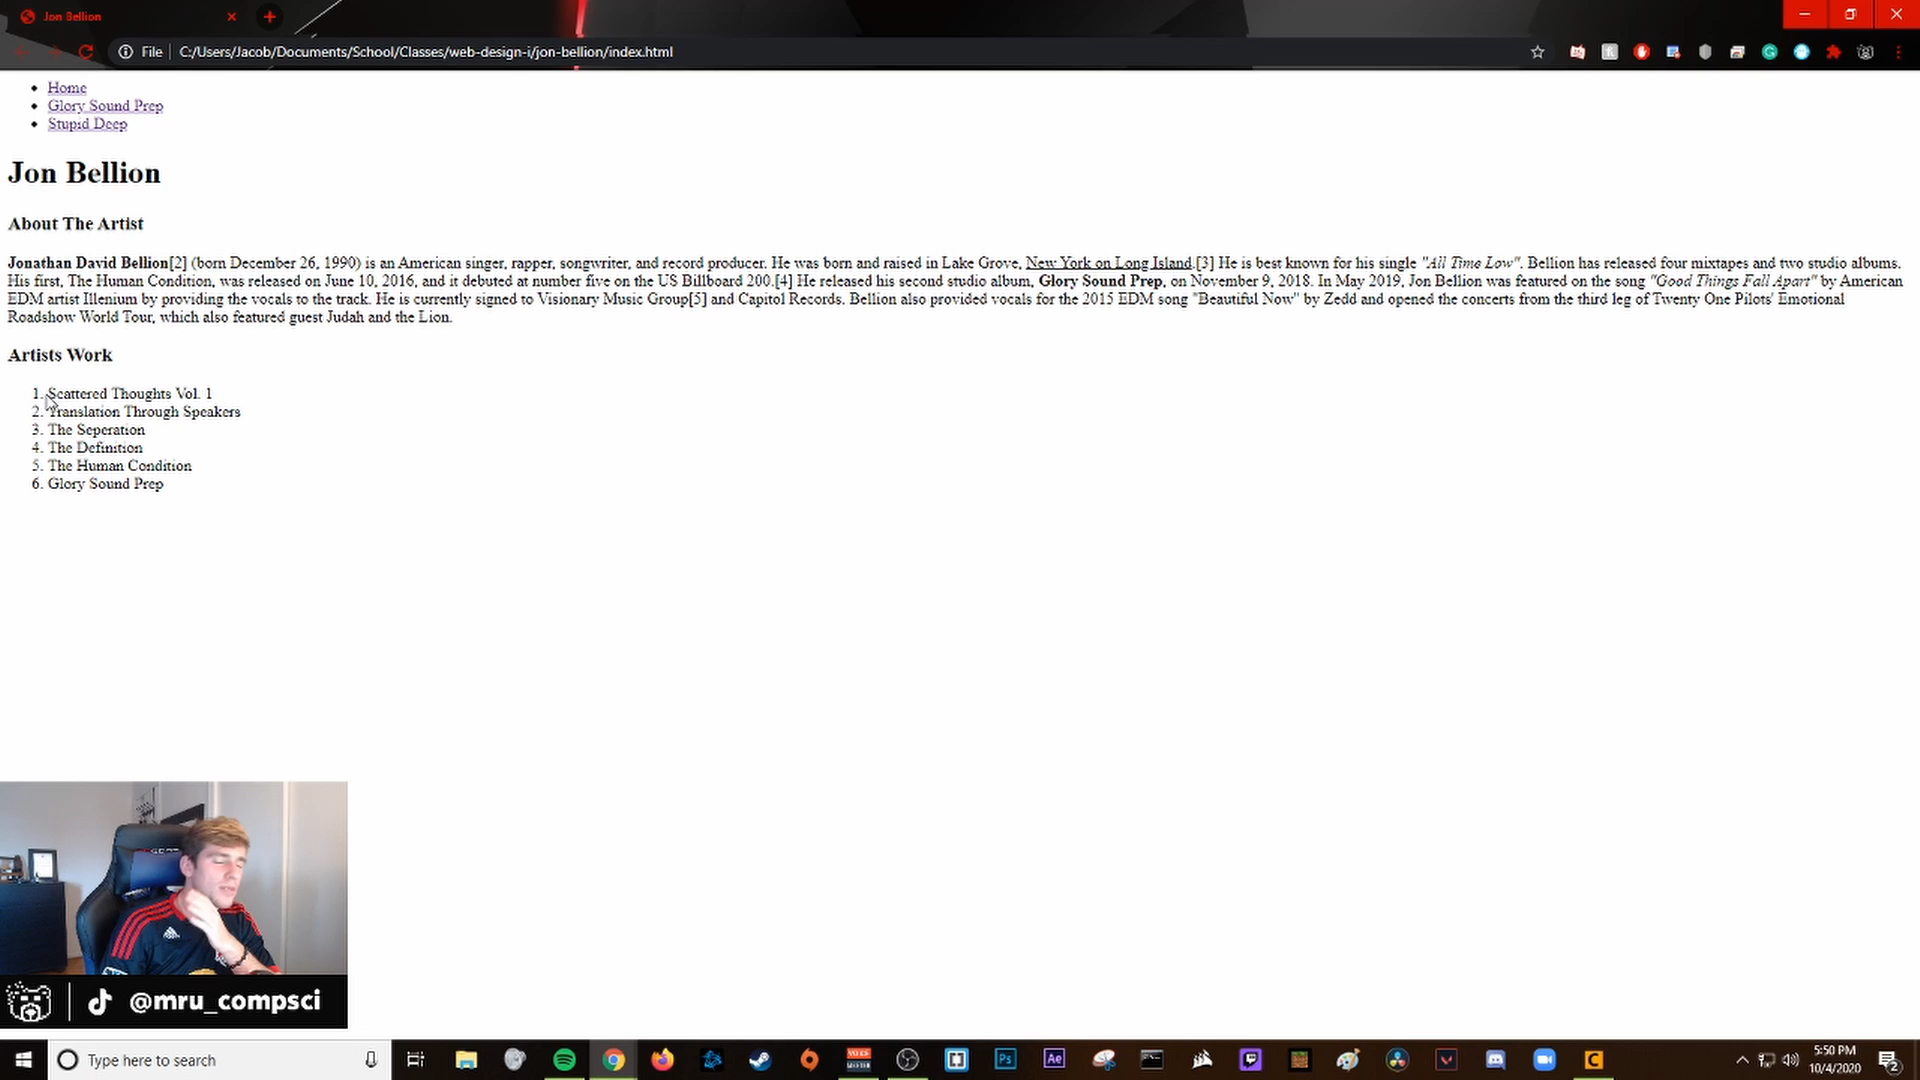 Jon Bellion
File
C:/Users/Jacob/Documents/School/Classes/web-design-i/jon-bellion/index.html
Home
Glory Sound Prep
Stupid Deep
Jon Bellion
About The Artist
Jonathan David Bellion[2] (born December 26, 1990) is an American singer, rapper, songwriter, and record producer. He was born and raised in Lake Grove, New York on Long Island.[3] He is best known for his single "All Time Low". Bellion has released four mixtapes and two studio albums.
His first, The Human Condition, was released on June 10, 2016, and it debuted at number five on the US Billboard 200.[4] He released his second studio album, Glory Sound Prep, on November 9, 2018. In May 2019, Jon Bellion was featured on the song "Good Things Fall Apart" by American
EDM artist Illenium by providing the vocals to the track. He is currently signed to Visionary Music Group[5] and Capitol Records. Bellion also provided vocals for the 2015 EDM song "Beautiful Now" by Zedd and opened the concerts from the third leg of Twenty One Pilots' Emotional
Roadshow World Tour, which also featured guest Judah and the Lion.
Artists Work
1. Scattered Thoughts Vol. 1
2. Translation Through Speakers
3. The Seperation
4. The Definition
5. The Human Condition
6. Glory Sound Prep
@mru_compsci
Type here to search
Ps
Ae
C
5:50 PM
10/4/2020
2